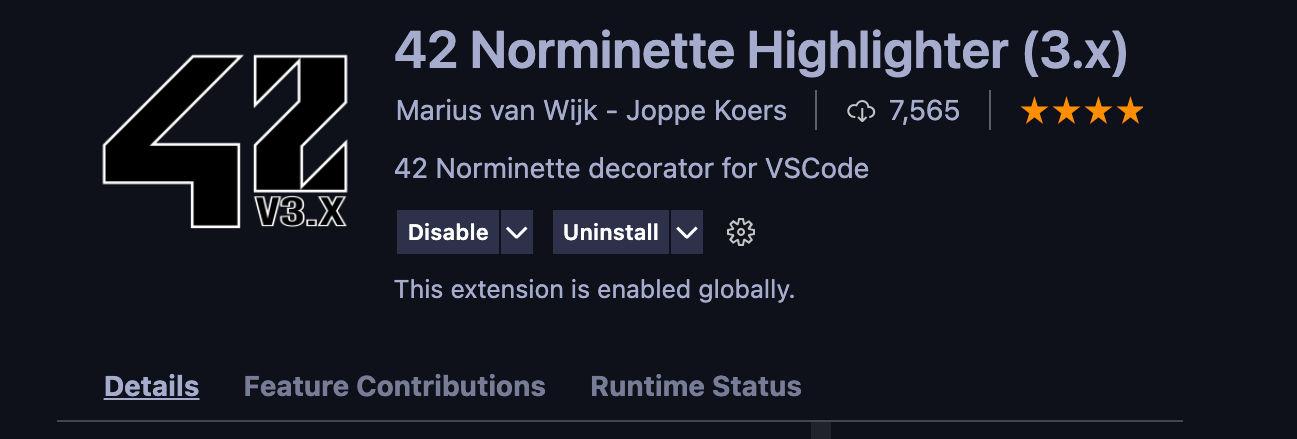 42 Norminette Highlighter (3.x)
Marius van Wijk - Joppe Koers 7,565
42 Norminette decorator for VSCode
42
V3.X
Disable Uninstall
This extension is enabled globally.
Details Feature Contributions Runtime Status